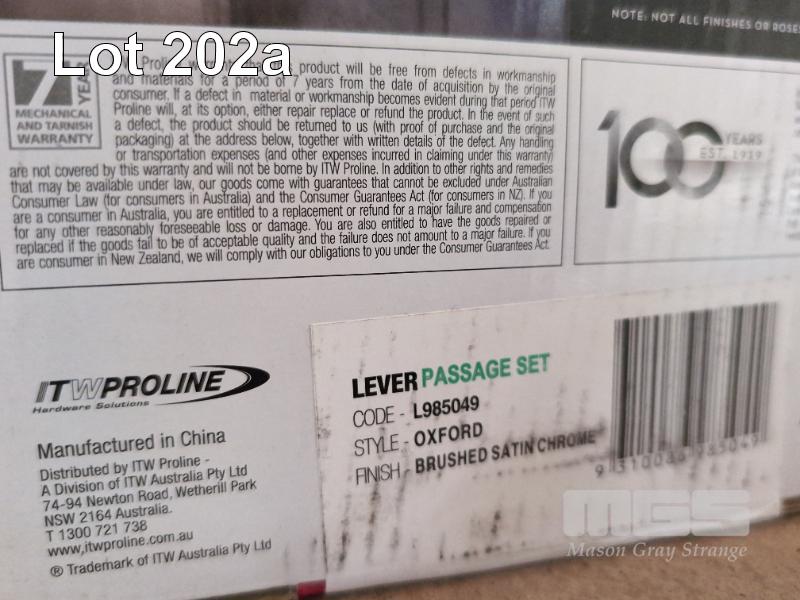 NOTE: NOT ALL FINISHES OR ROSES
Lot 202a
7 YEAR
MECHANICAL
AND TARNISH
WARRANTY
product will be free from defects in workmanship
and materials for a period of 7 years from the date of acquisition by the original
consumer. If a defect in material or workmanship becomes evident during that period ITW
Proline will, at its option, either repair replace or refund the product. In the event of such
a defect, the product should be returned to us (with proof of purchase and the original
packaging) at the address below, together with written details of the defect. Any handling
or transportation expenses (and other expenses incurred in claiming under this warranty)
are not covered by this warranty and will not be borne by ITW Proline. In addition to other rights and remedies
that may be available under law, our goods come with guarantees that cannot be excluded under Australian
Consumer Law (for consumers in Australia) and the Consumer Guarantees Act (for consumers in NZ). If you
are a consumer in Australia, you are entitled to a replacement or refund for a major failure and compensation
for any other reasonably foreseeable loss or damage. You are also entitled to have the goods repaired or
replaced if the goods fail to be of acceptable quality and the failure does not amount to a major failure. If you
are consumer in New Zealand, we will comply with our obligations to you under the Consumer Guarantees Act.
100 YEARS
EST. 1919
ITWPROLINE
Hardware Solutions
Manufactured in China
Distributed by ITW Proline -
A Division of ITW Australia Pty Ltd
74-94 Newton Road, Wetherill Park
NSW 2164 Australia.
T 1300 721 738
www.itwproline.com.au
® Trademark of ITW Australia Pty Ltd
LEVER PASSAGE SET
CODE - L985049
STYLE - OXFORD
FINISH - BRUSHED SATIN CHROME
9 310086 985049
MGS
Mason Gray Strange